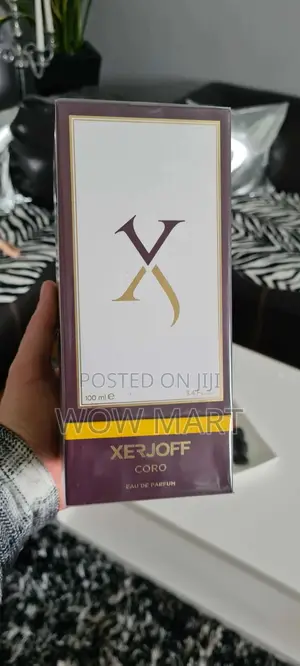 X
POSTED ON JIJI
100 ml e
WOW MART
XERJOFF
CORO
EAU DE PARFUM